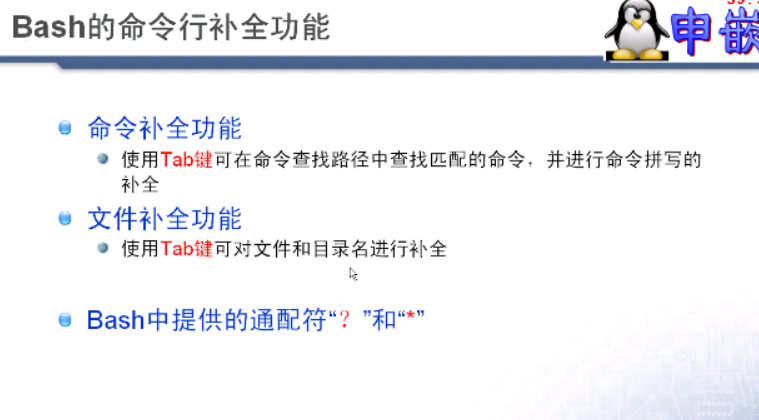 Bash的命令行补全功能
申嵌
命令补全功能
使用Tab键可在命令查找路径中查找匹配的命令，并进行命令拼写的
补全
文件补全功能
使用Tab键可对文件和目录名进行补全
Bash中提供的通配符“？”和“*”